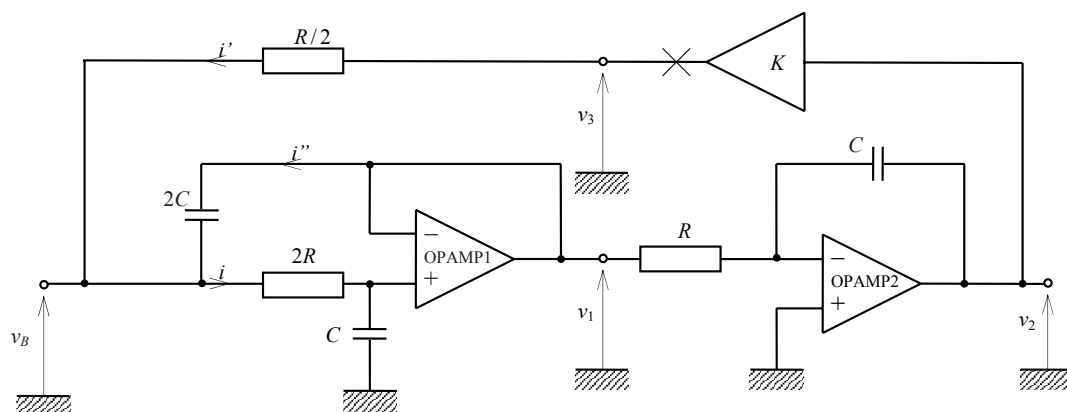 i'
R/2
K
v3
i''
C
2C
2R
−
OPAMP1
+
R
−
OPAMP2
+
i
vB
C
v1
v2